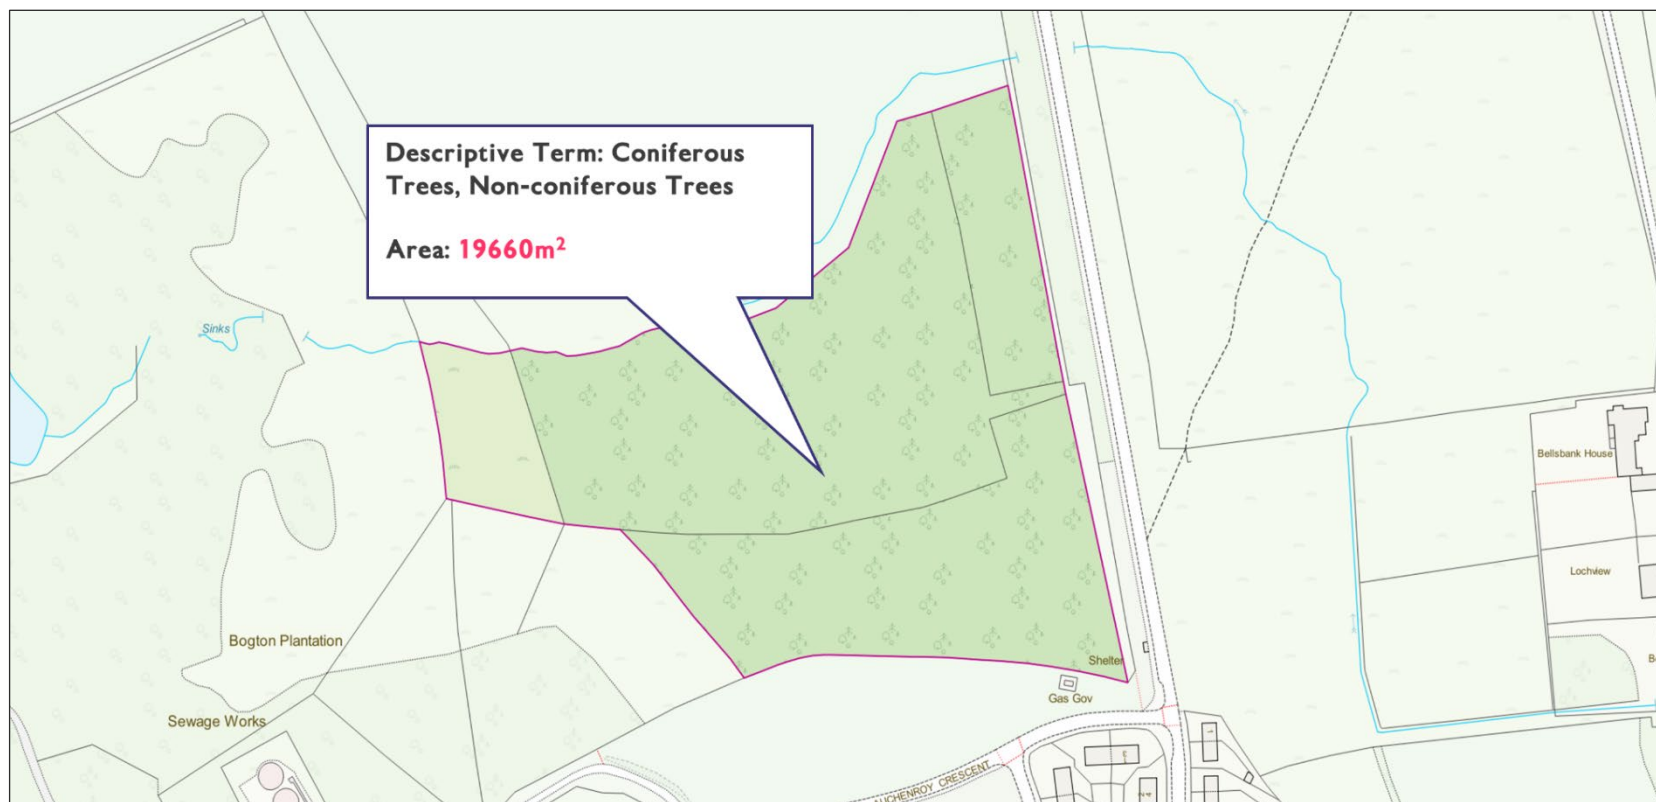 Descriptive Term: Coniferous
Trees, Non-coniferous Trees
Area: 19660m²
Sinks
Bellsbank House
Lochview
Bogton Plantation
Shelter
Gas Gov
Sewage Works
1
AUCHENROY CRESCENT